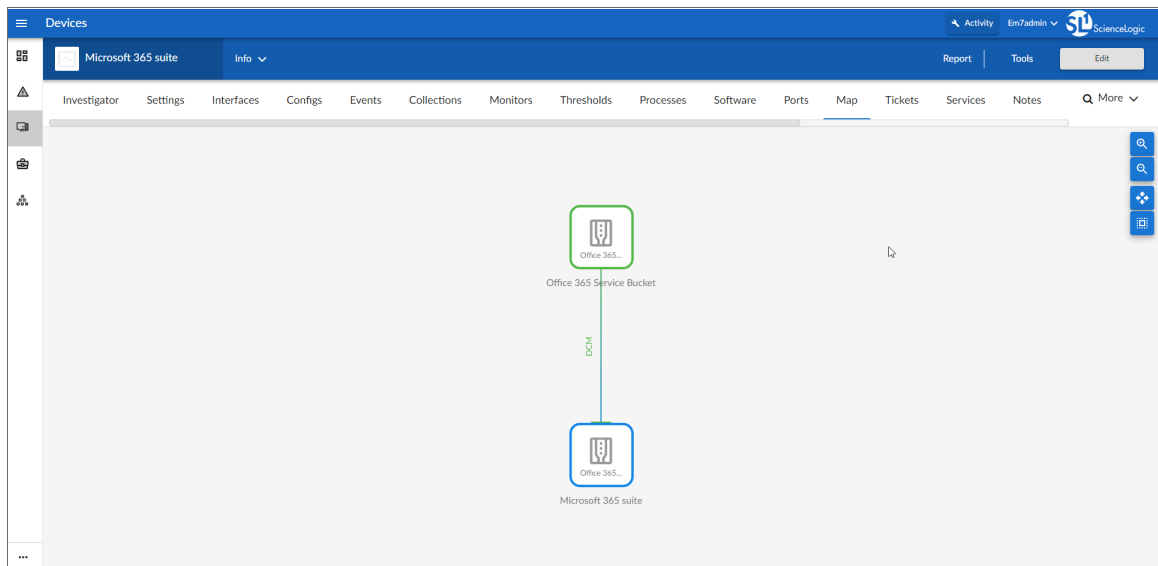 Devices
Activity
Em7admin
SL1 ScienceLogic
Microsoft 365 suite
Info
Report
Tools
Edit
Investigator Settings Interfaces Configs Events Collections Monitors Thresholds Processes Software Ports Map Tickets Services Notes More
Office 365...
Office 365 Service Bucket
DCM
Office 365...
Microsoft 365 suite